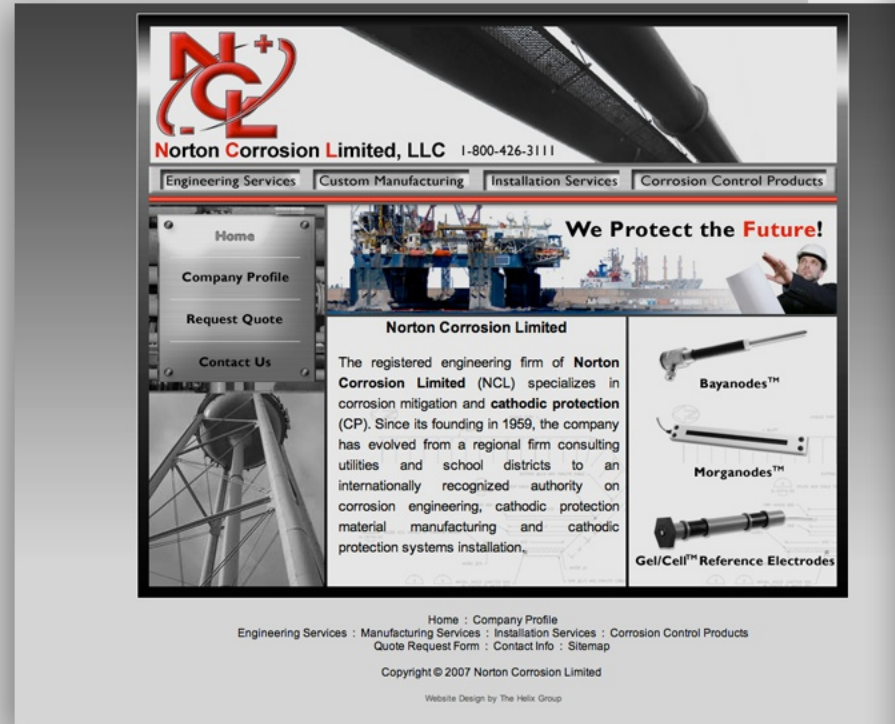 NCL
Norton Corrosion Limited, LLC 1-800-426-3111
Engineering Services Custom Manufacturing Installation Services Corrosion Control Products
Home
Company Profile
Request Quote
Contact Us
We Protect the Future!
Norton Corrosion Limited
The registered engineering firm of Norton
Corrosion Limited (NCL) specializes in
corrosion mitigation and cathodic protection
(CP). Since its founding in 1959, the company
has evolved from a regional firm consulting
utilities and school districts to an
internationally recognized authority on
corrosion engineering, cathodic protection
material manufacturing and cathodic
protection systems installation.
Bayanodes™
Morganodes™
Gel/Cell™ Reference Electrodes
Home : Company Profile
Engineering Services : Manufacturing Services : Installation Services : Corrosion Control Products
Quote Request Form : Contact Info : Sitemap
Copyright © 2007 Norton Corrosion Limited
Website Design by The Helix Group